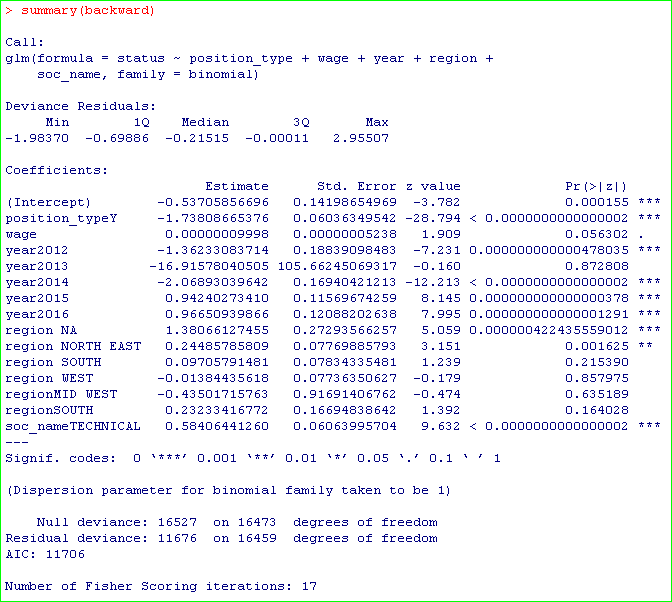 > summary(backward)
Call:
glm(formula = status ~ position_type + wage + year + region +
    soc_name, family = binomial)
Deviance Residuals:
     Min       1Q   Median       3Q      Max
-1.98370  -0.69886  -0.21515  -0.00011   2.95507
Coefficients:
                  Estimate   Std. Error z value             Pr(>|z|)
(Intercept)       -0.53705856696   0.14198654969  -3.782             0.000155 ***
position_typeY    -1.73808665376   0.06036349542 -28.794 < 0.0000000000000002 ***
wage               0.00000009998   0.00000005238   1.909             0.056302 .
year2012          -1.36233083714   0.18839098483  -7.231 0.000000000000478035 ***
year2013         -16.91578040505 105.66245069317  -0.160             0.872808
year2014          -2.06893039642   0.16940421213 -12.213 < 0.0000000000000002 ***
year2015           0.94240273410   0.11569674259   8.145 0.000000000000000378 ***
year2016           0.96650939866   0.12088202638   7.995 0.000000000000001291 ***
region NA          1.38066127455   0.27293566257   5.059 0.000000422435559012 ***
region NORTH EAST  0.24485785809   0.07769885793   3.151             0.001625 **
region SOUTH       0.09705791481   0.07834335481   1.239             0.215390
region WEST       -0.01384435618   0.07736350627  -0.179             0.857975
regionMID WEST    -0.43501715763   0.91691406762  -0.474             0.635189
regionSOUTH        0.23233416772   0.16694838642   1.392             0.164028
soc_nameTECHNICAL  0.58406441260   0.06063995704   9.632 < 0.0000000000000002 ***
---
Signif. codes:  0 ‘***’ 0.001 ‘**’ 0.01 ‘*’ 0.05 ‘.’ 0.1 ‘ ’ 1
(Dispersion parameter for binomial family taken to be 1)
    Null deviance: 16527  on 16473  degrees of freedom
Residual deviance: 11676  on 16459  degrees of freedom
AIC: 11706
Number of Fisher Scoring iterations: 17